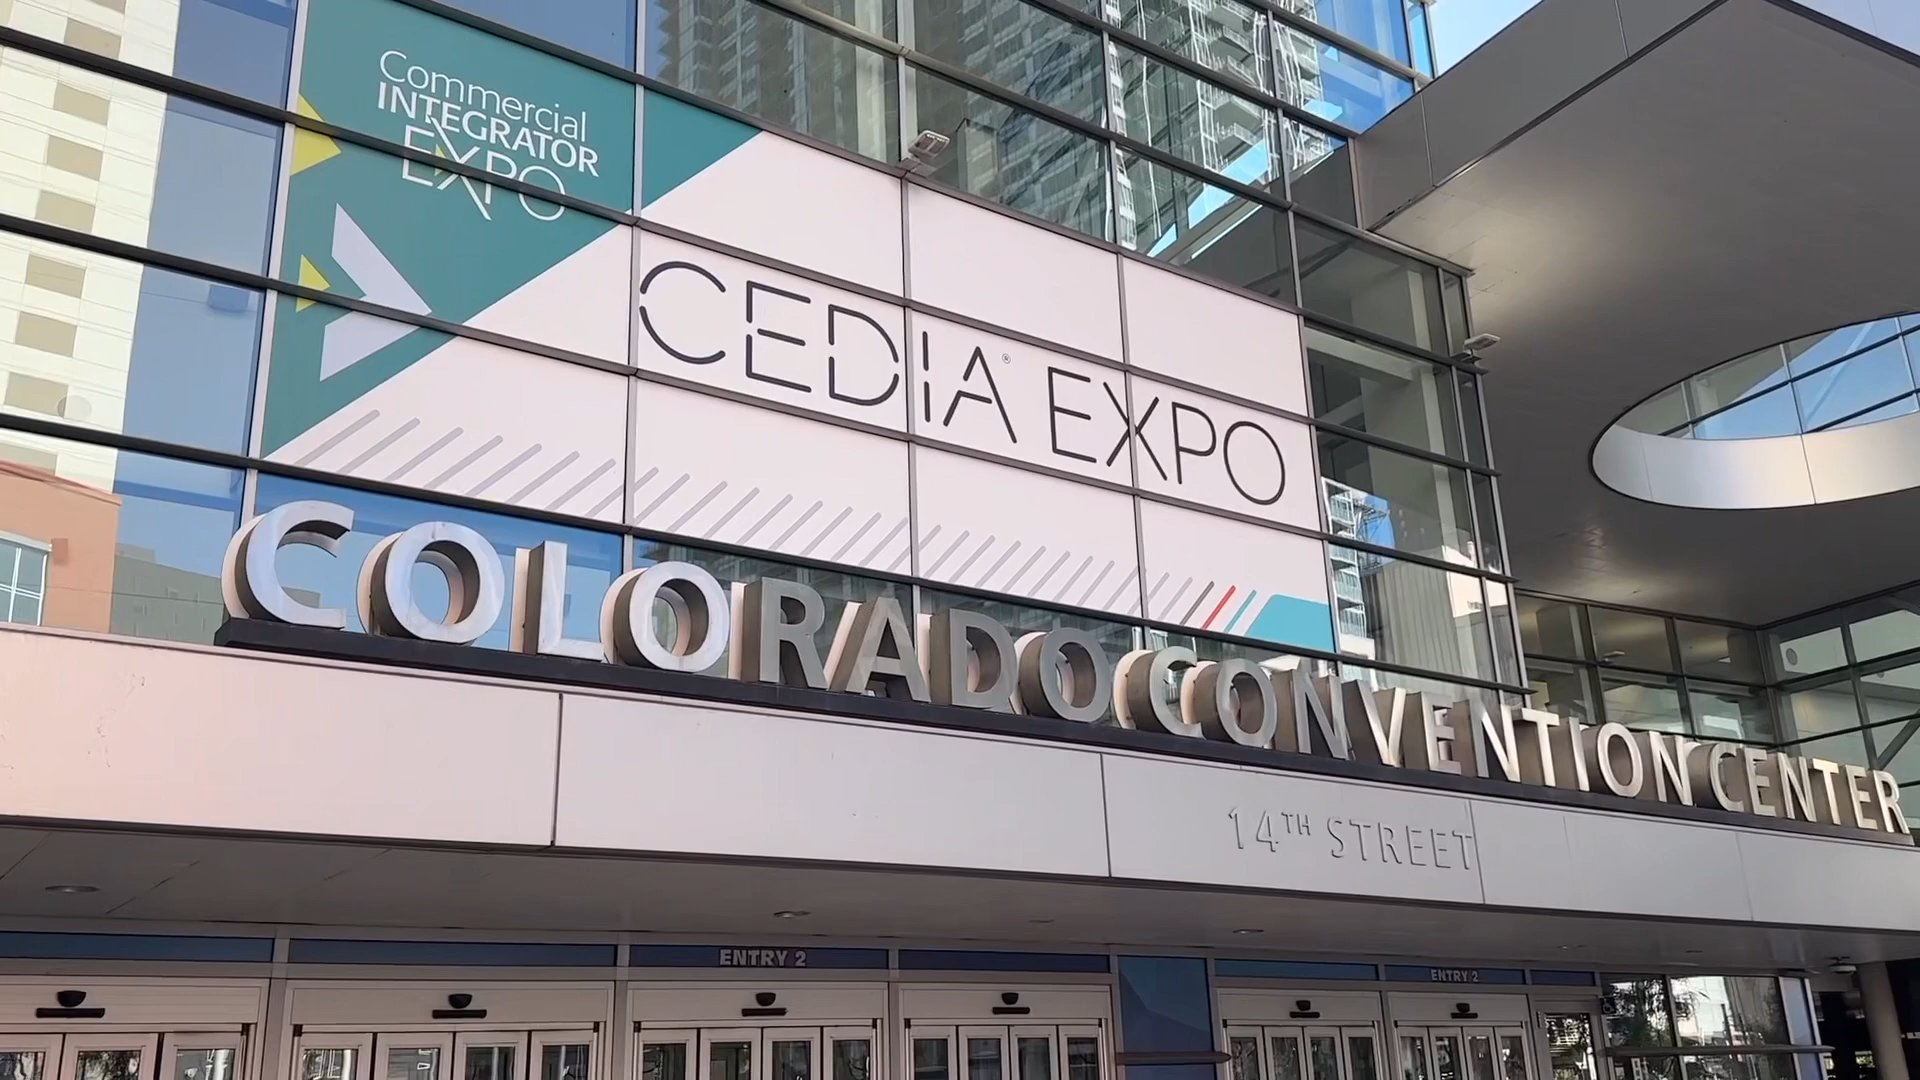 Commercial
INTEGRATOR
EXPO
CEDIA® EXPO
COLORADO CONVENTION CENTER
14TH STREET
ENTRY 2
ENTRY 2